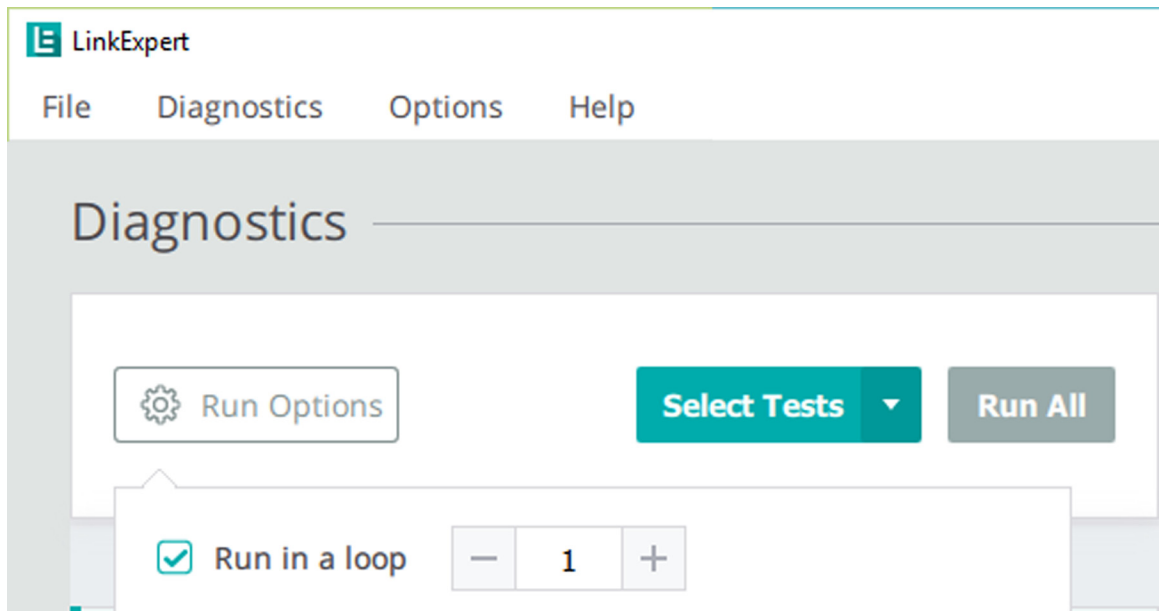 LinkExpert
File Diagnostics Options Help
Diagnostics
Run Options Select Tests Run All
Run in a loop 1